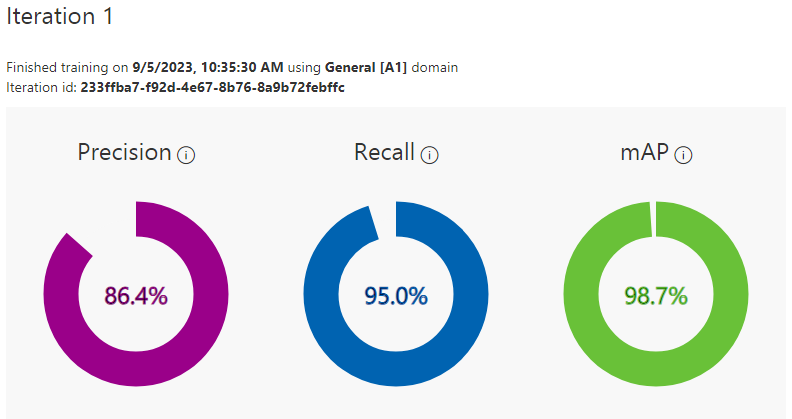 Iteration 1
Finished training on 9/5/2023, 10:35:30 AM using General [A1] domain
Iteration id: 233ffba7-f92d-4e67-8b76-8a9b72febffc
Precision i Recall i mAP i
86.4% 95.0% 98.7%